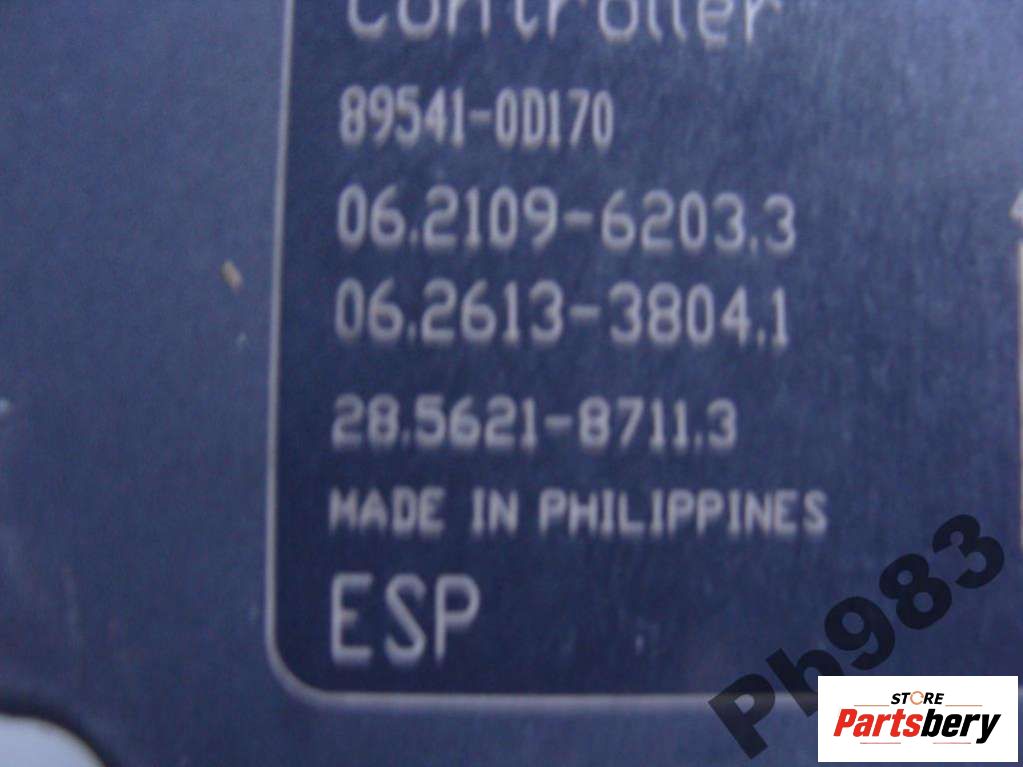 Controller
89541-0D170
06.2109-6203.3
06.2613-3804.1
28.5621-8711.3
MADE IN PHILIPPINES
ESP
Pb983
STORE
Partsbery